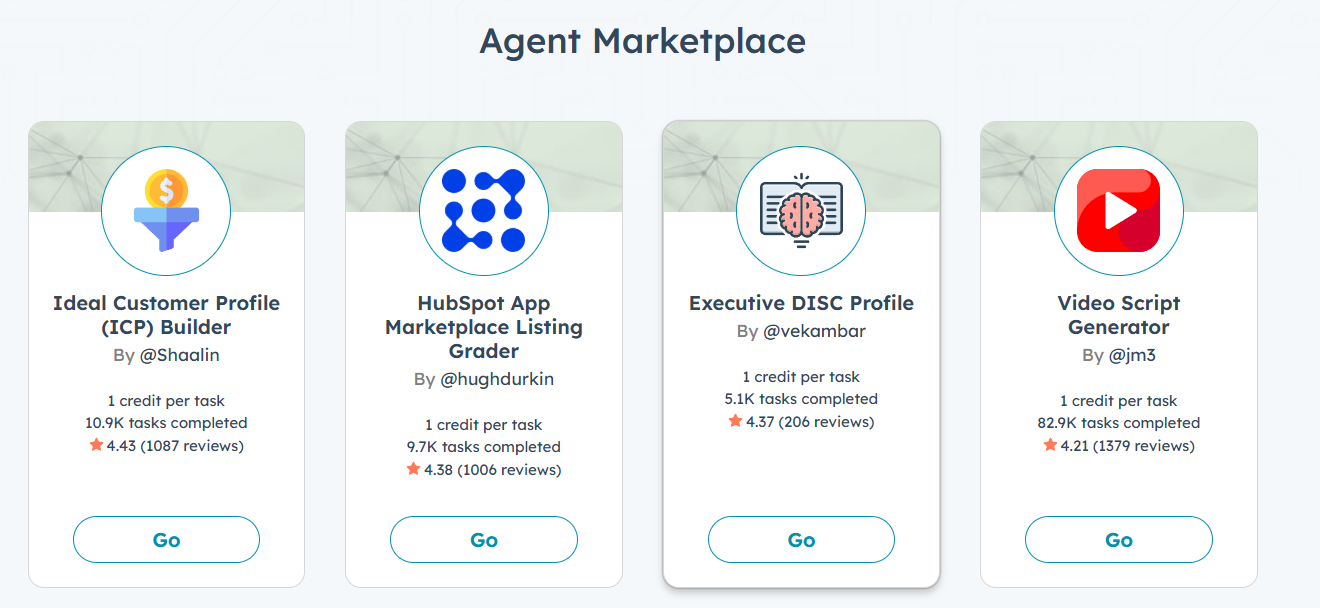 Agent Marketplace
Ideal Customer Profile
(ICP) Builder
By @Shaalin
1 credit per task
10.9K tasks completed
4.43 (1087 reviews)
Go
HubSpot App
Marketplace Listing
Grader
By @hughdurkin
1 credit per task
9.7K tasks completed
4.38 (1006 reviews)
Go
Executive DISC Profile
By @vekambar
1 credit per task
5.1K tasks completed
4.37 (206 reviews)
Go
Video Script
Generator
By @jm3
1 credit per task
82.9K tasks completed
4.21 (1379 reviews)
Go